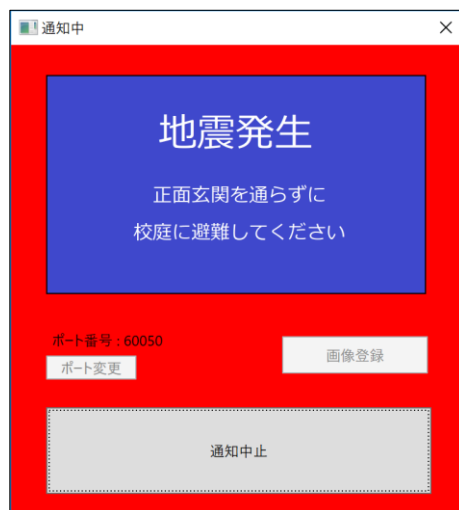 通知中
地震発生
正面玄関を通らずに
校庭に避難してください
ポート番号 : 60050
ポート変更
画像登録
通知中止